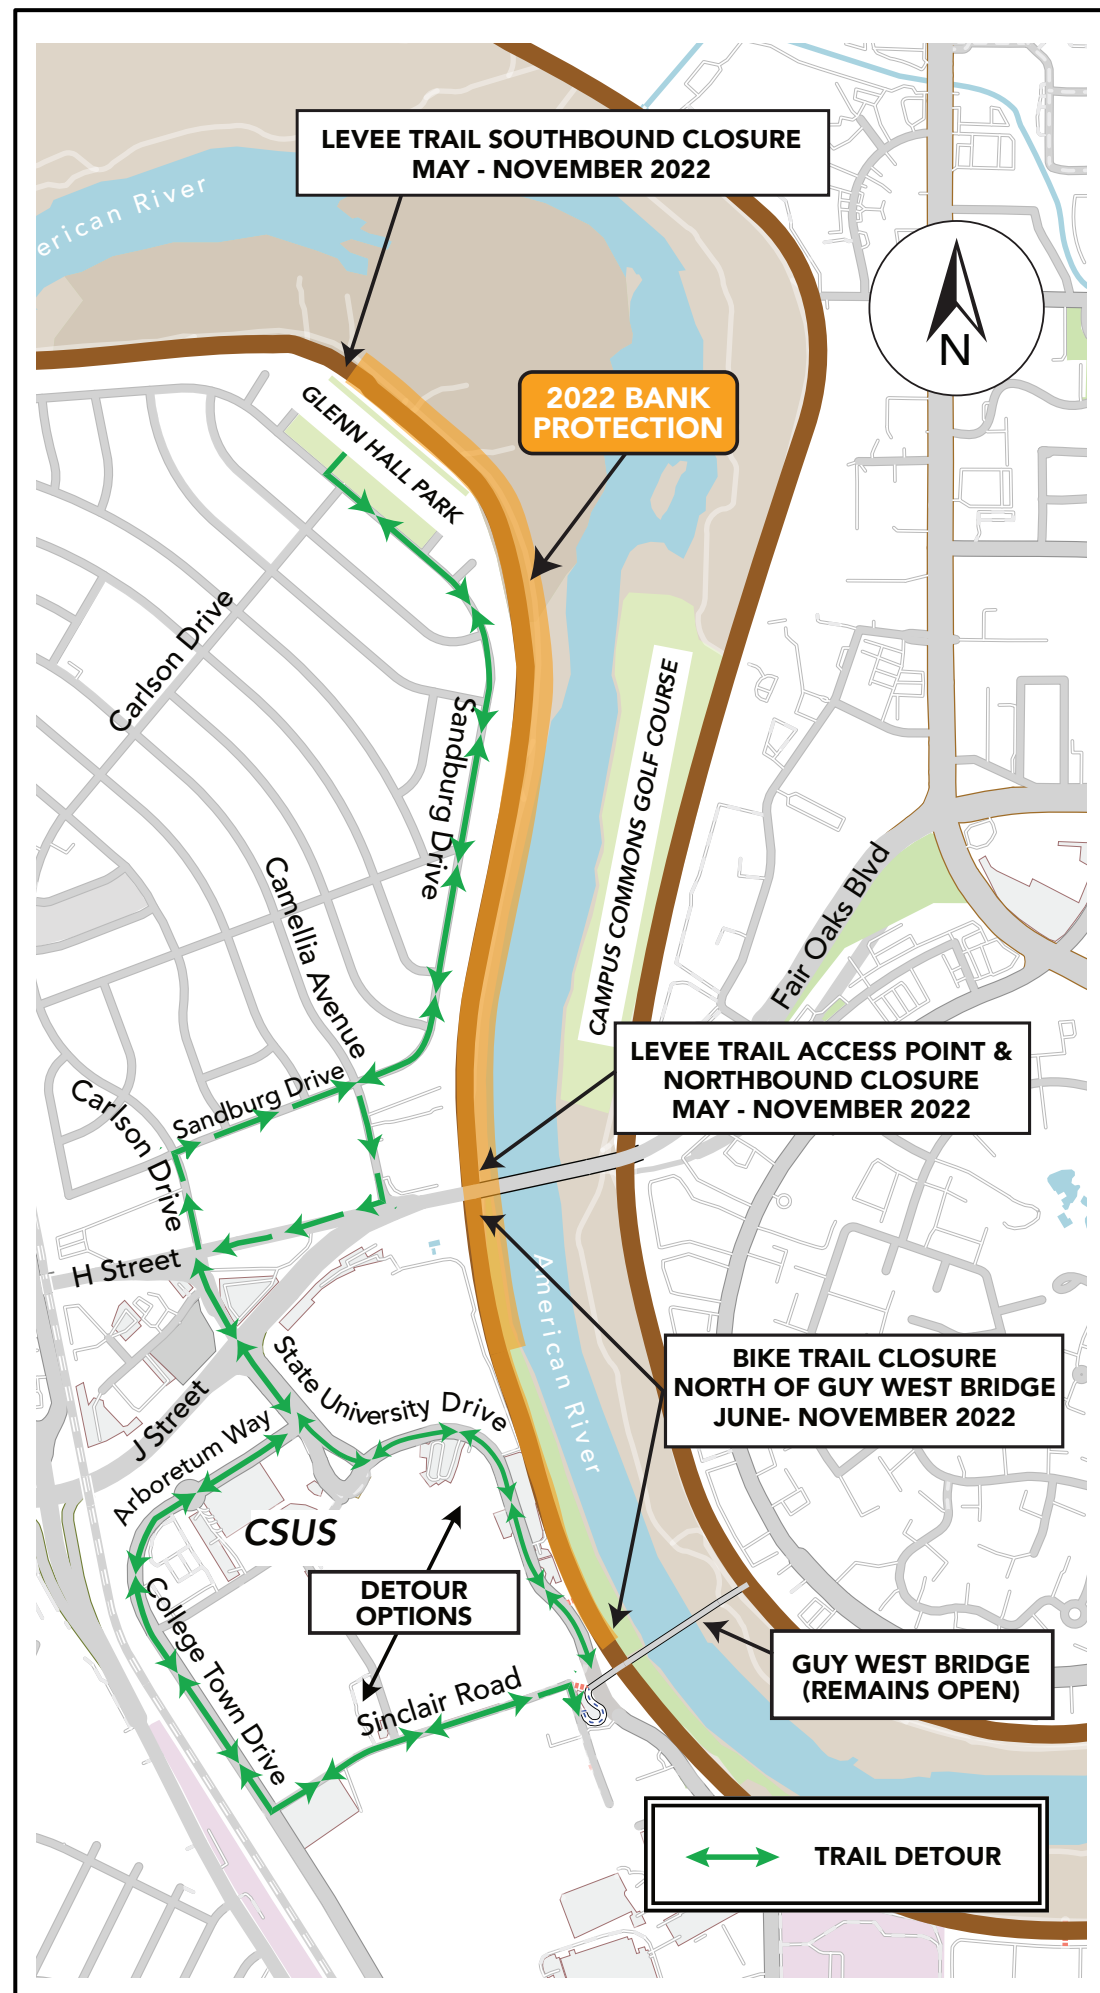 LEVEE TRAIL SOUTHBOUND CLOSURE
MAY - NOVEMBER 2022
erican River
N
GLENN HALL PARK
2022 BANK
PROTECTION
Carlson Drive
Sandburg Drive
CAMPUS COMMONS GOLF COURSE
Camellia Avenue
Fair Oaks Blvd
LEVEE TRAIL ACCESS POINT &
NORTHBOUND CLOSURE
MAY - NOVEMBER 2022
Sandburg Drive
Carlson Drive
H Street
American River
BIKE TRAIL CLOSURE
NORTH OF GUY WEST BRIDGE
JUNE- NOVEMBER 2022
State University Drive
J Street
Arboretum Way
CSUS
DETOUR
OPTIONS
College Town Drive
Sinclair Road
GUY WEST BRIDGE
(REMAINS OPEN)
TRAIL DETOUR